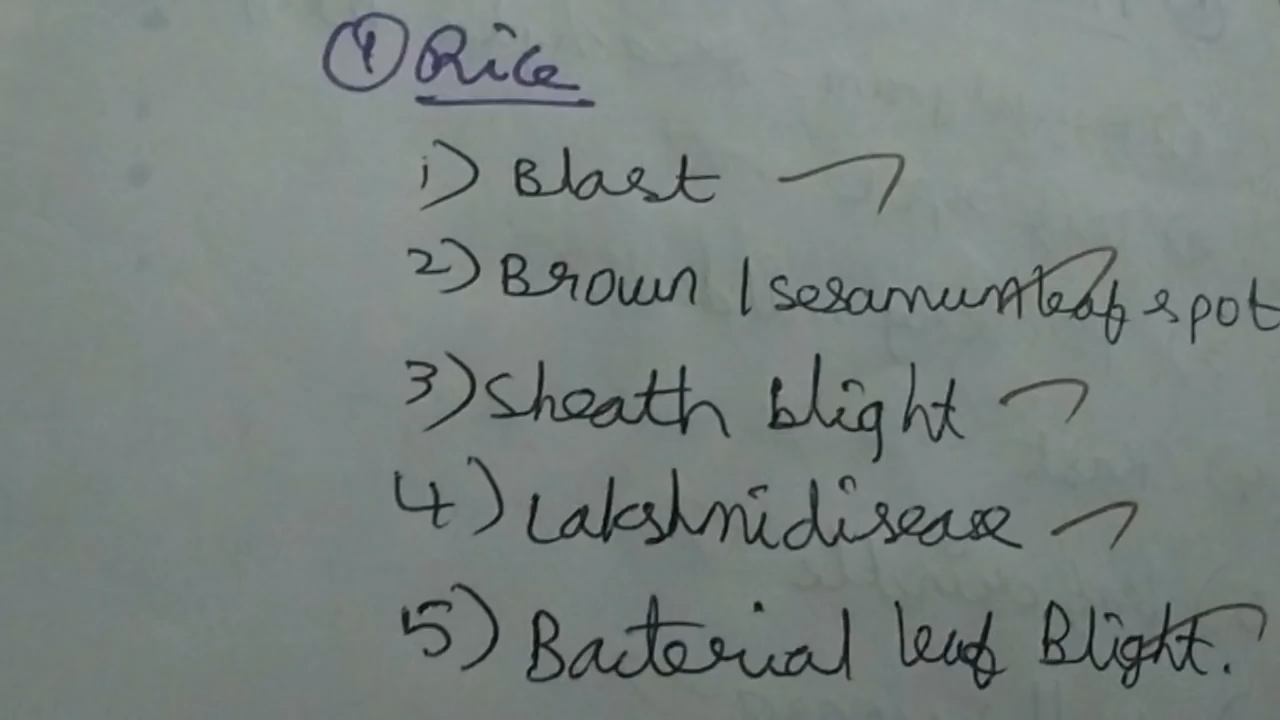 ① Rice
1) Blast
2) Brown / sesamum leaf spot
3) Sheath blight
4) Lakshmi disease
5) Bacterial leaf Blight.